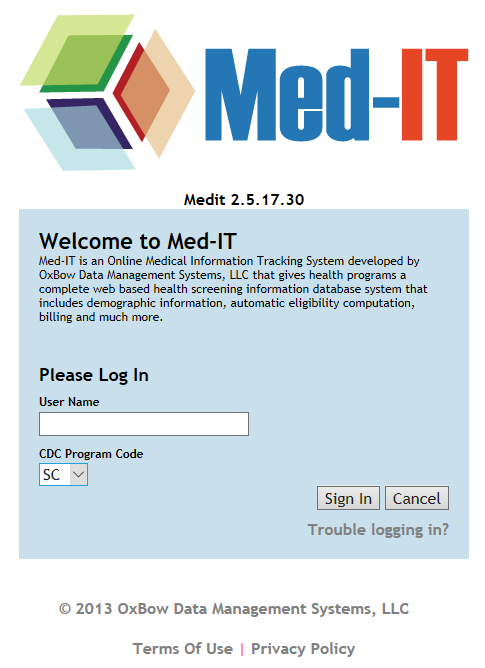 Med-IT
Medit 2.5.17.30
Welcome to Med-IT
Med-IT is an Online Medical Information Tracking System developed by
OxBow Data Management Systems, LLC that gives health programs a
complete web based health screening information database system that
includes demographic information, automatic eligibility computation,
billing and much more.
Please Log In
User Name
CDC Program Code
SC
Sign In Cancel
Trouble logging in?
© 2013 OxBow Data Management Systems, LLC
Terms Of Use | Privacy Policy